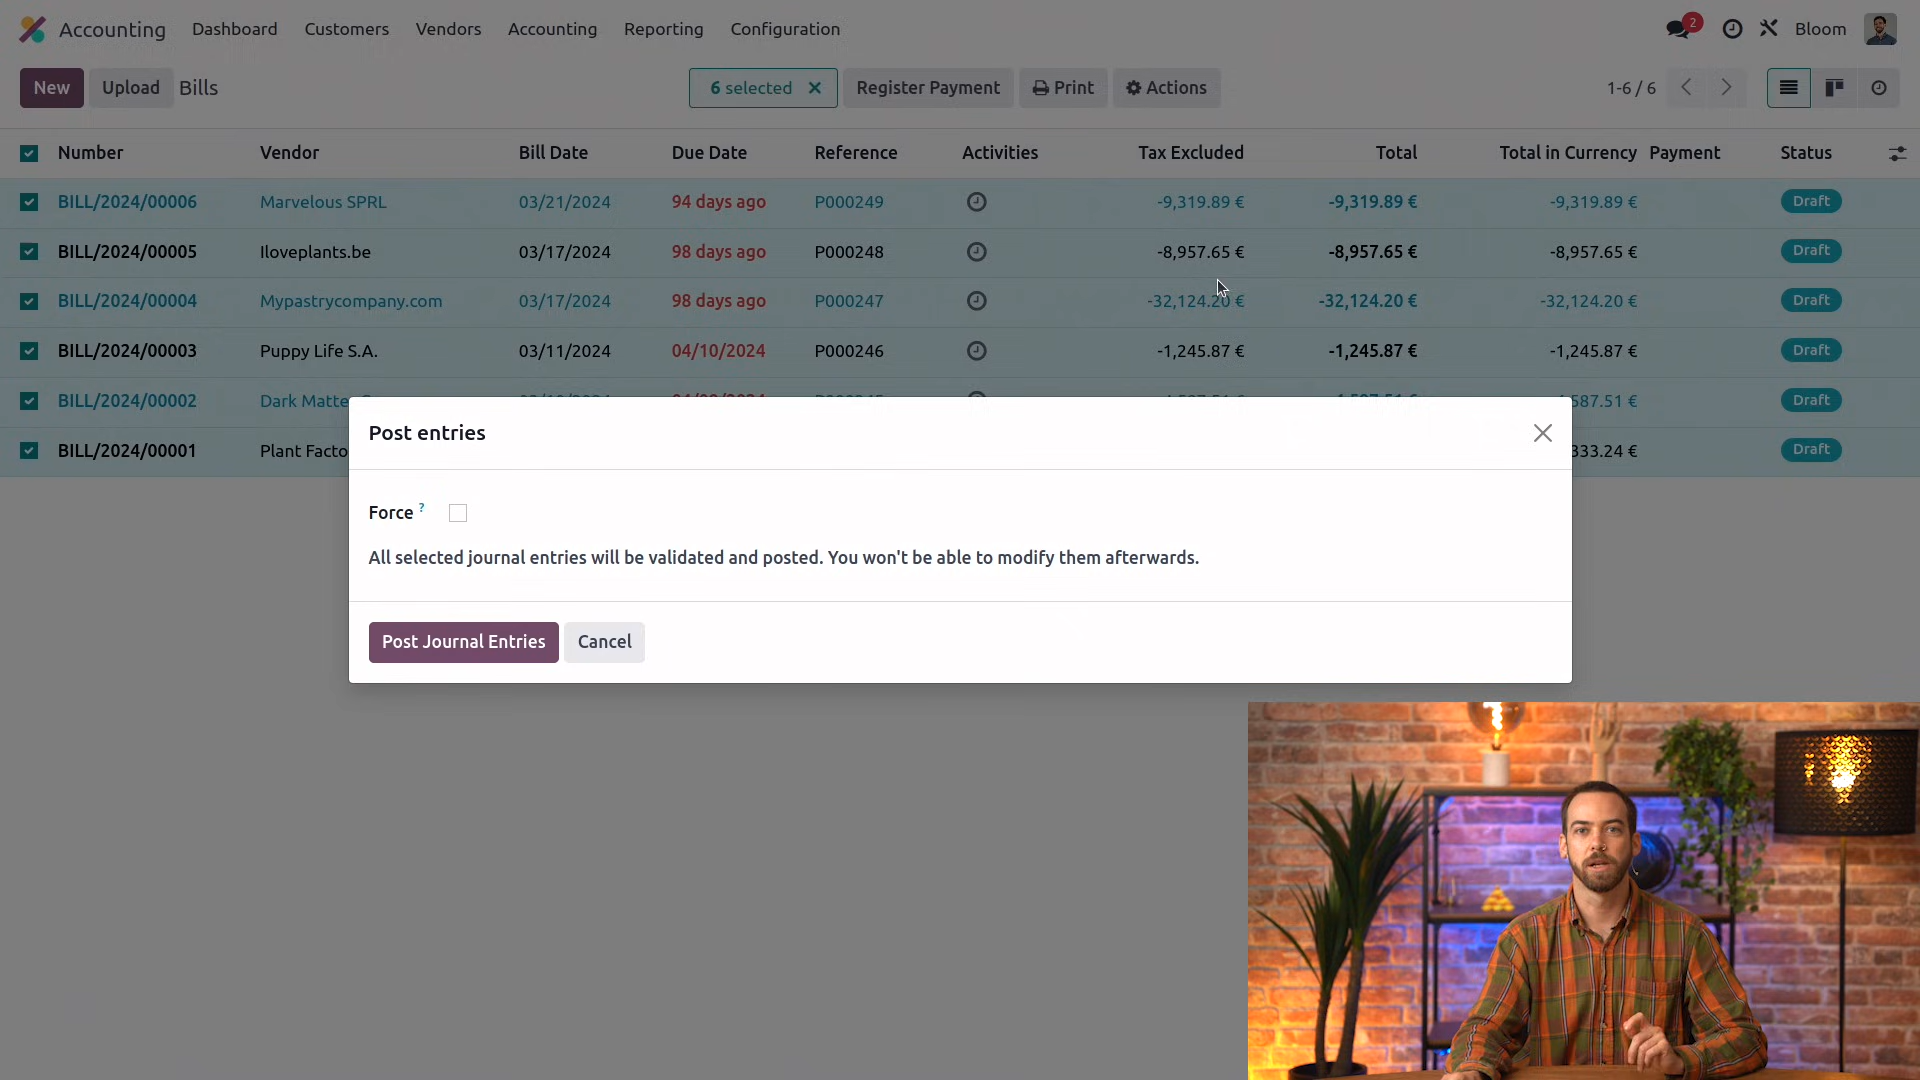 Accounting Dashboard Customers Vendors Accounting Reporting Configuration 2 Bloom
New Upload Bills 6 selected Register Payment Print Actions 1-6 / 6
Number Vendor Bill Date Due Date Reference Activities Tax Excluded Total Total in Currency Payment Status
BILL/2024/00006 Marvelous SPRL 03/21/2024 94 days ago P000249 -9,319.89 € -9,319.89 € -9,319.89 € Draft
BILL/2024/00005 Iloveplants.be 03/17/2024 98 days ago P000248 -8,957.65 € -8,957.65 € -8,957.65 € Draft
BILL/2024/00004 Mypastrycompany.com 03/17/2024 98 days ago P000247 -32,124.20 € -32,124.20 € -32,124.20 € Draft
BILL/2024/00003 Puppy Life S.A. 03/11/2024 04/10/2024 P000246 -1,245.87 € -1,245.87 € -1,245.87 € Draft
BILL/2024/00002 Dark Matte 587.51 € Draft
BILL/2024/00001 Plant Facto 333.24 € Draft
Post entries
Force ?
All selected journal entries will be validated and posted. You won't be able to modify them afterwards.
Post Journal Entries Cancel